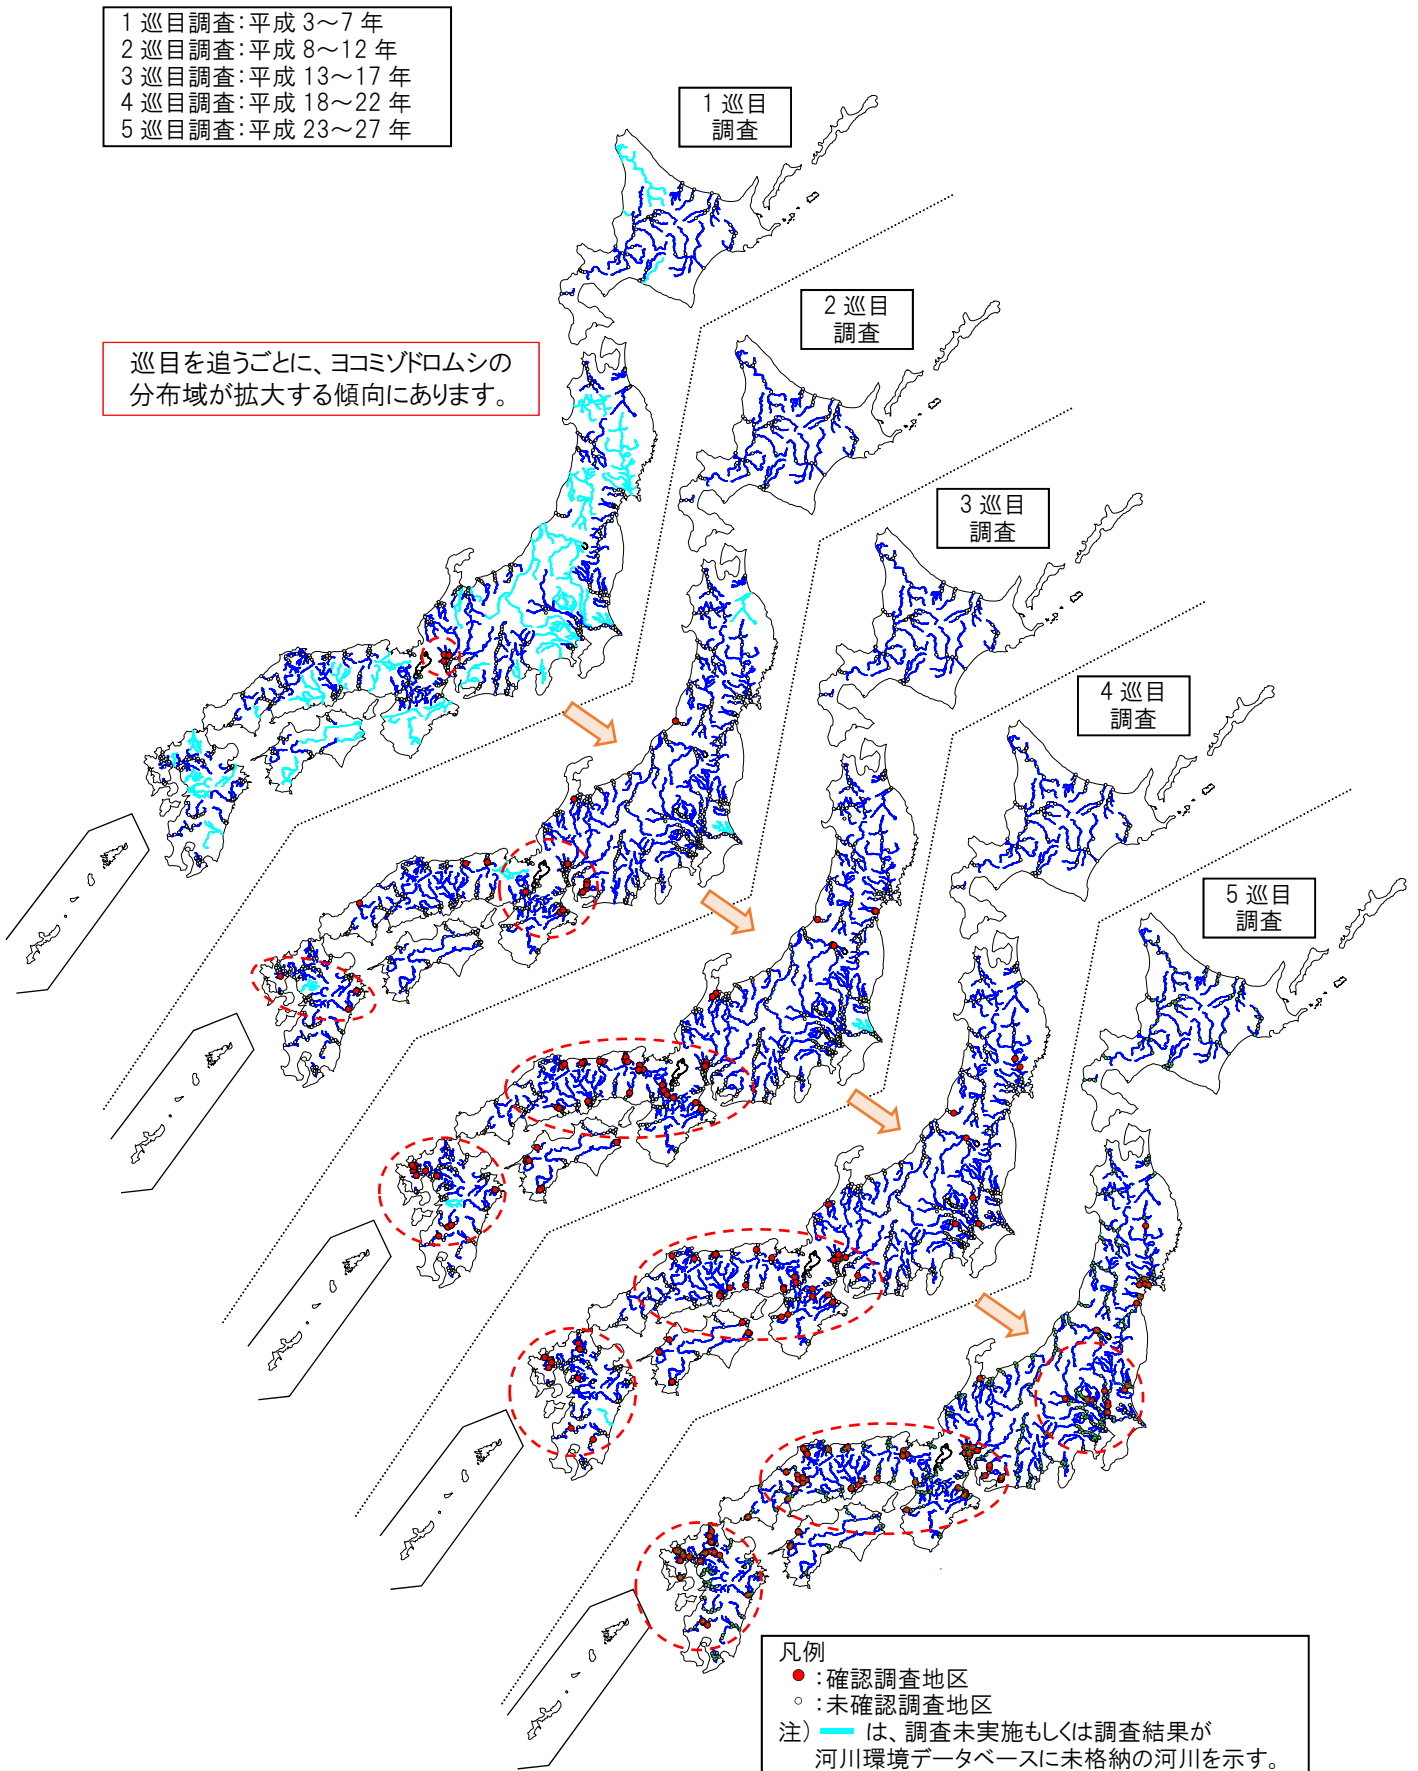 1 巡目調査：平成 3～7 年
2 巡目調査：平成 8～12 年
3 巡目調査：平成 13～17 年
4 巡目調査：平成 18～22 年
5 巡目調査：平成 23～27 年
1 巡目
調査
2 巡目
調査
巡目を追うごとに、ヨコミゾドロムシの
分布域が拡大する傾向にあります。
3 巡目
調査
4 巡目
調査
5 巡目
調査
凡例
：確認調査地区
：未確認調査地区
注） は、調査未実施もしくは調査結果が
河川環境データベースに未格納の河川を示す。